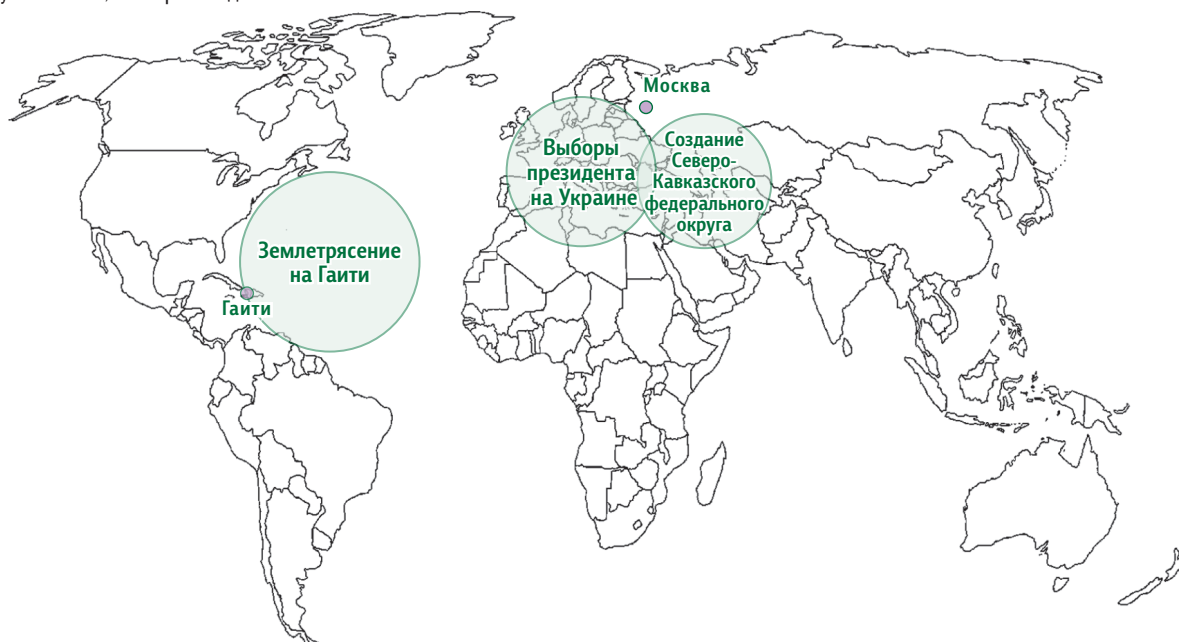 Москва
Выборы
президента
на Украине
Создание
Северо-
Кавказского
федерального
округа
Землетрясение
на Гаити
Гаити